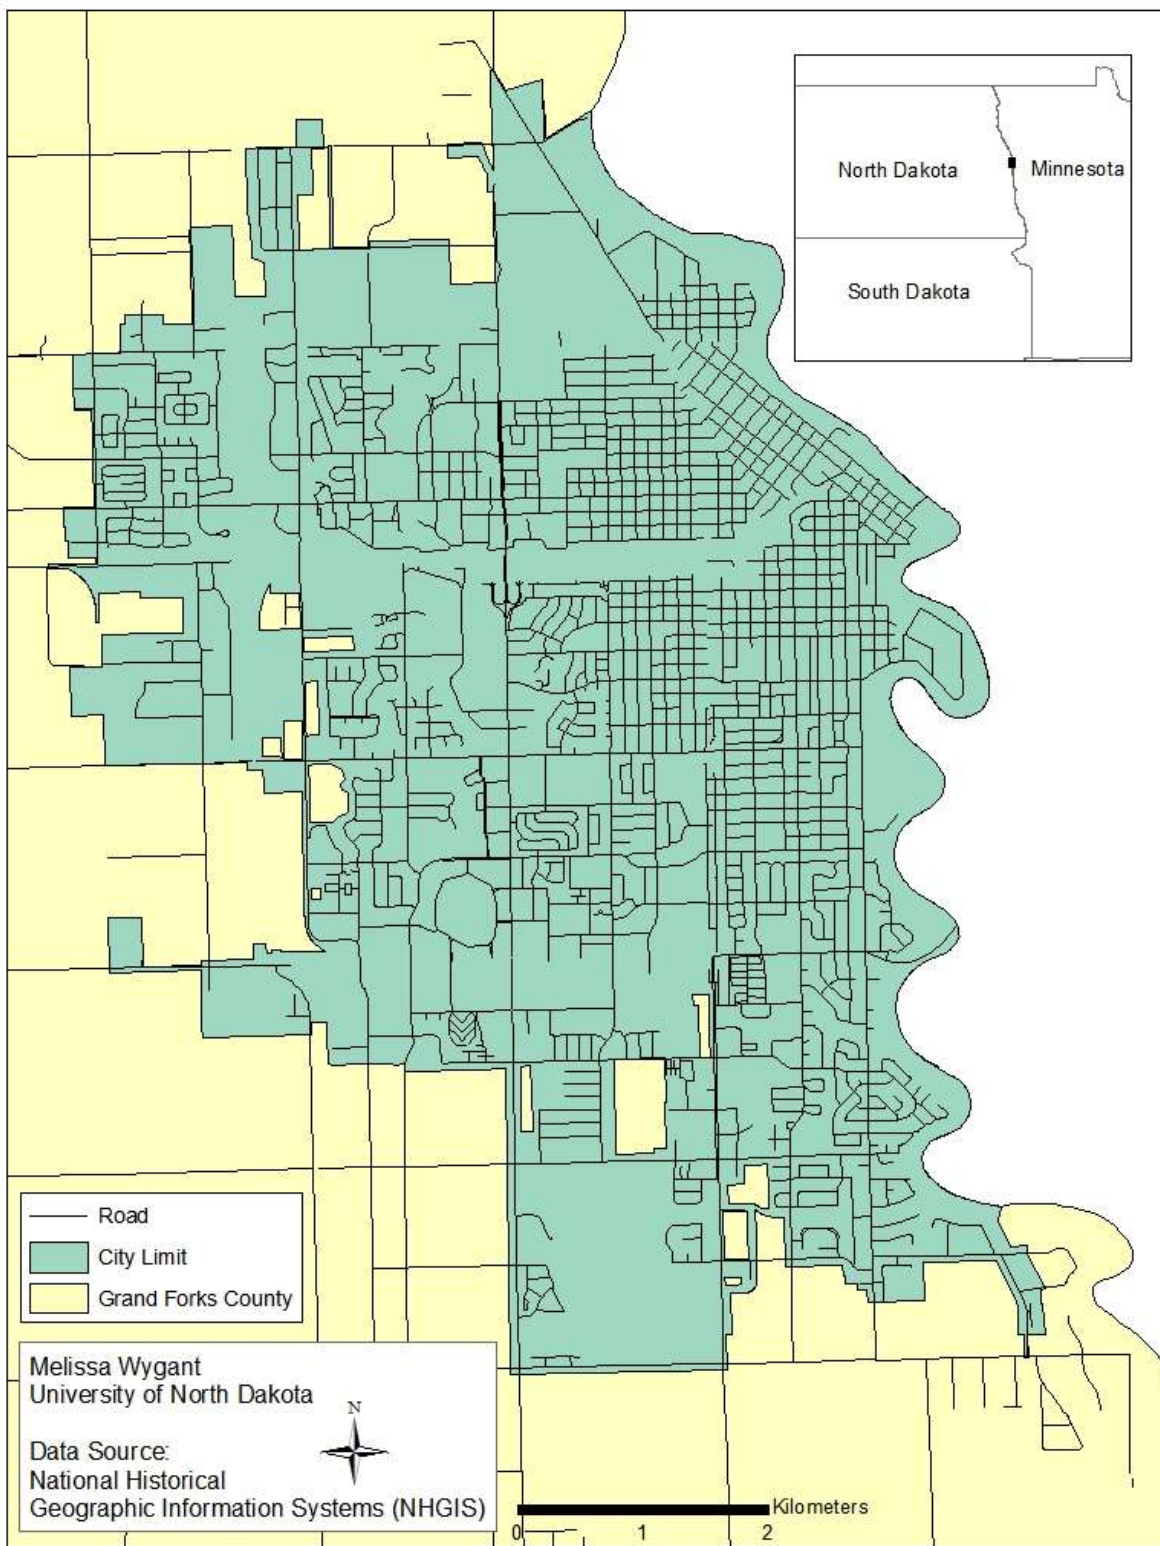 North Dakota
Minnesota
South Dakota
Road
City Limit
Grand Forks County
Melissa Wygant
University of North Dakota
N
Data Source:
National Historical
Geographic Information Systems (NHGIS)
Kilometers
0 1 2